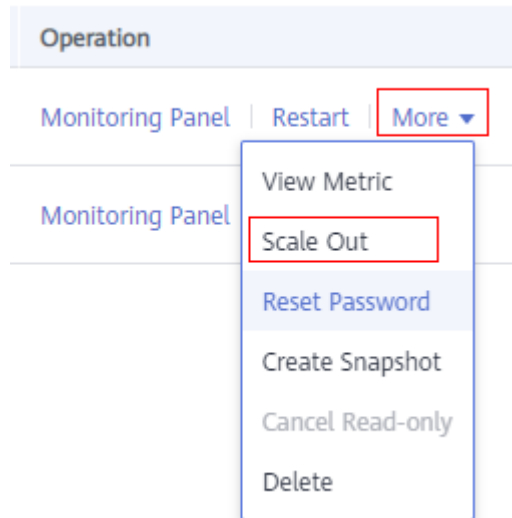 Operation
Monitoring Panel Restart More
View Metric
Monitoring Panel
Scale Out
Reset Password
Create Snapshot
Cancel Read-only
Delete